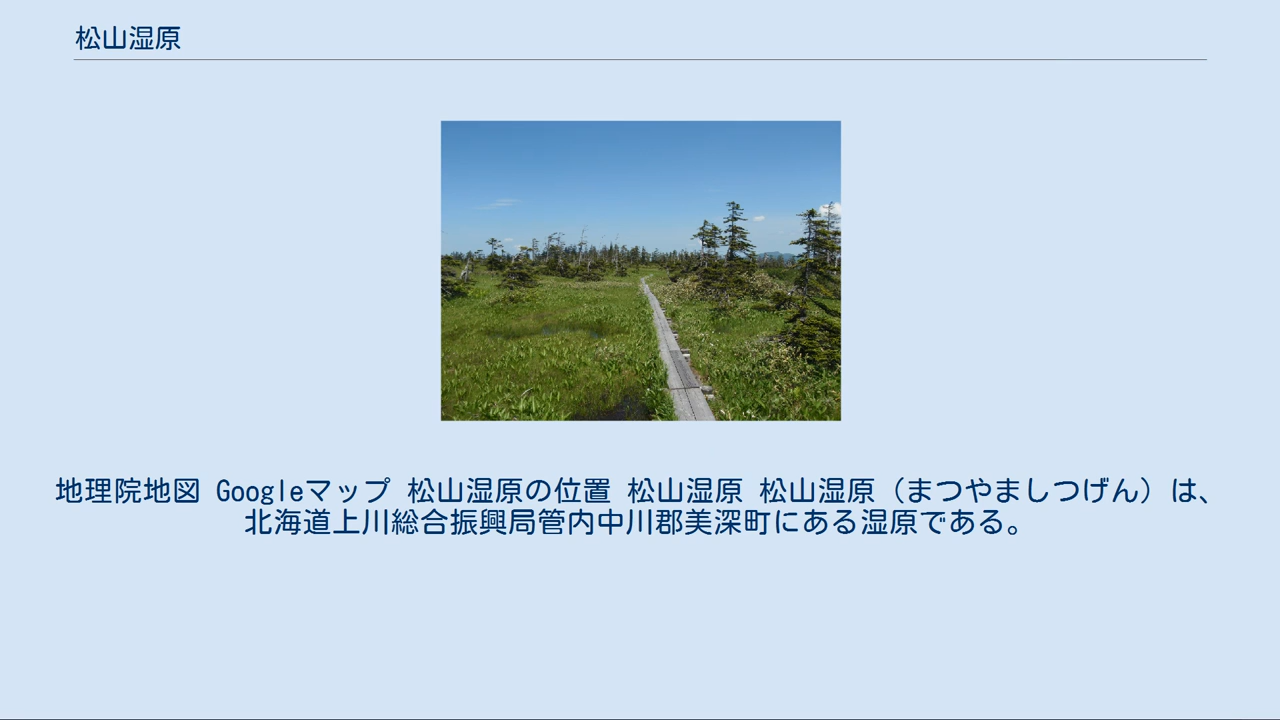 松山湿原
地理院地図 Googleマップ 松山湿原の位置 松山湿原 松山湿原（まつやましつげん）は、
北海道上川総合振興局管内中川郡美深町にある湿原である。